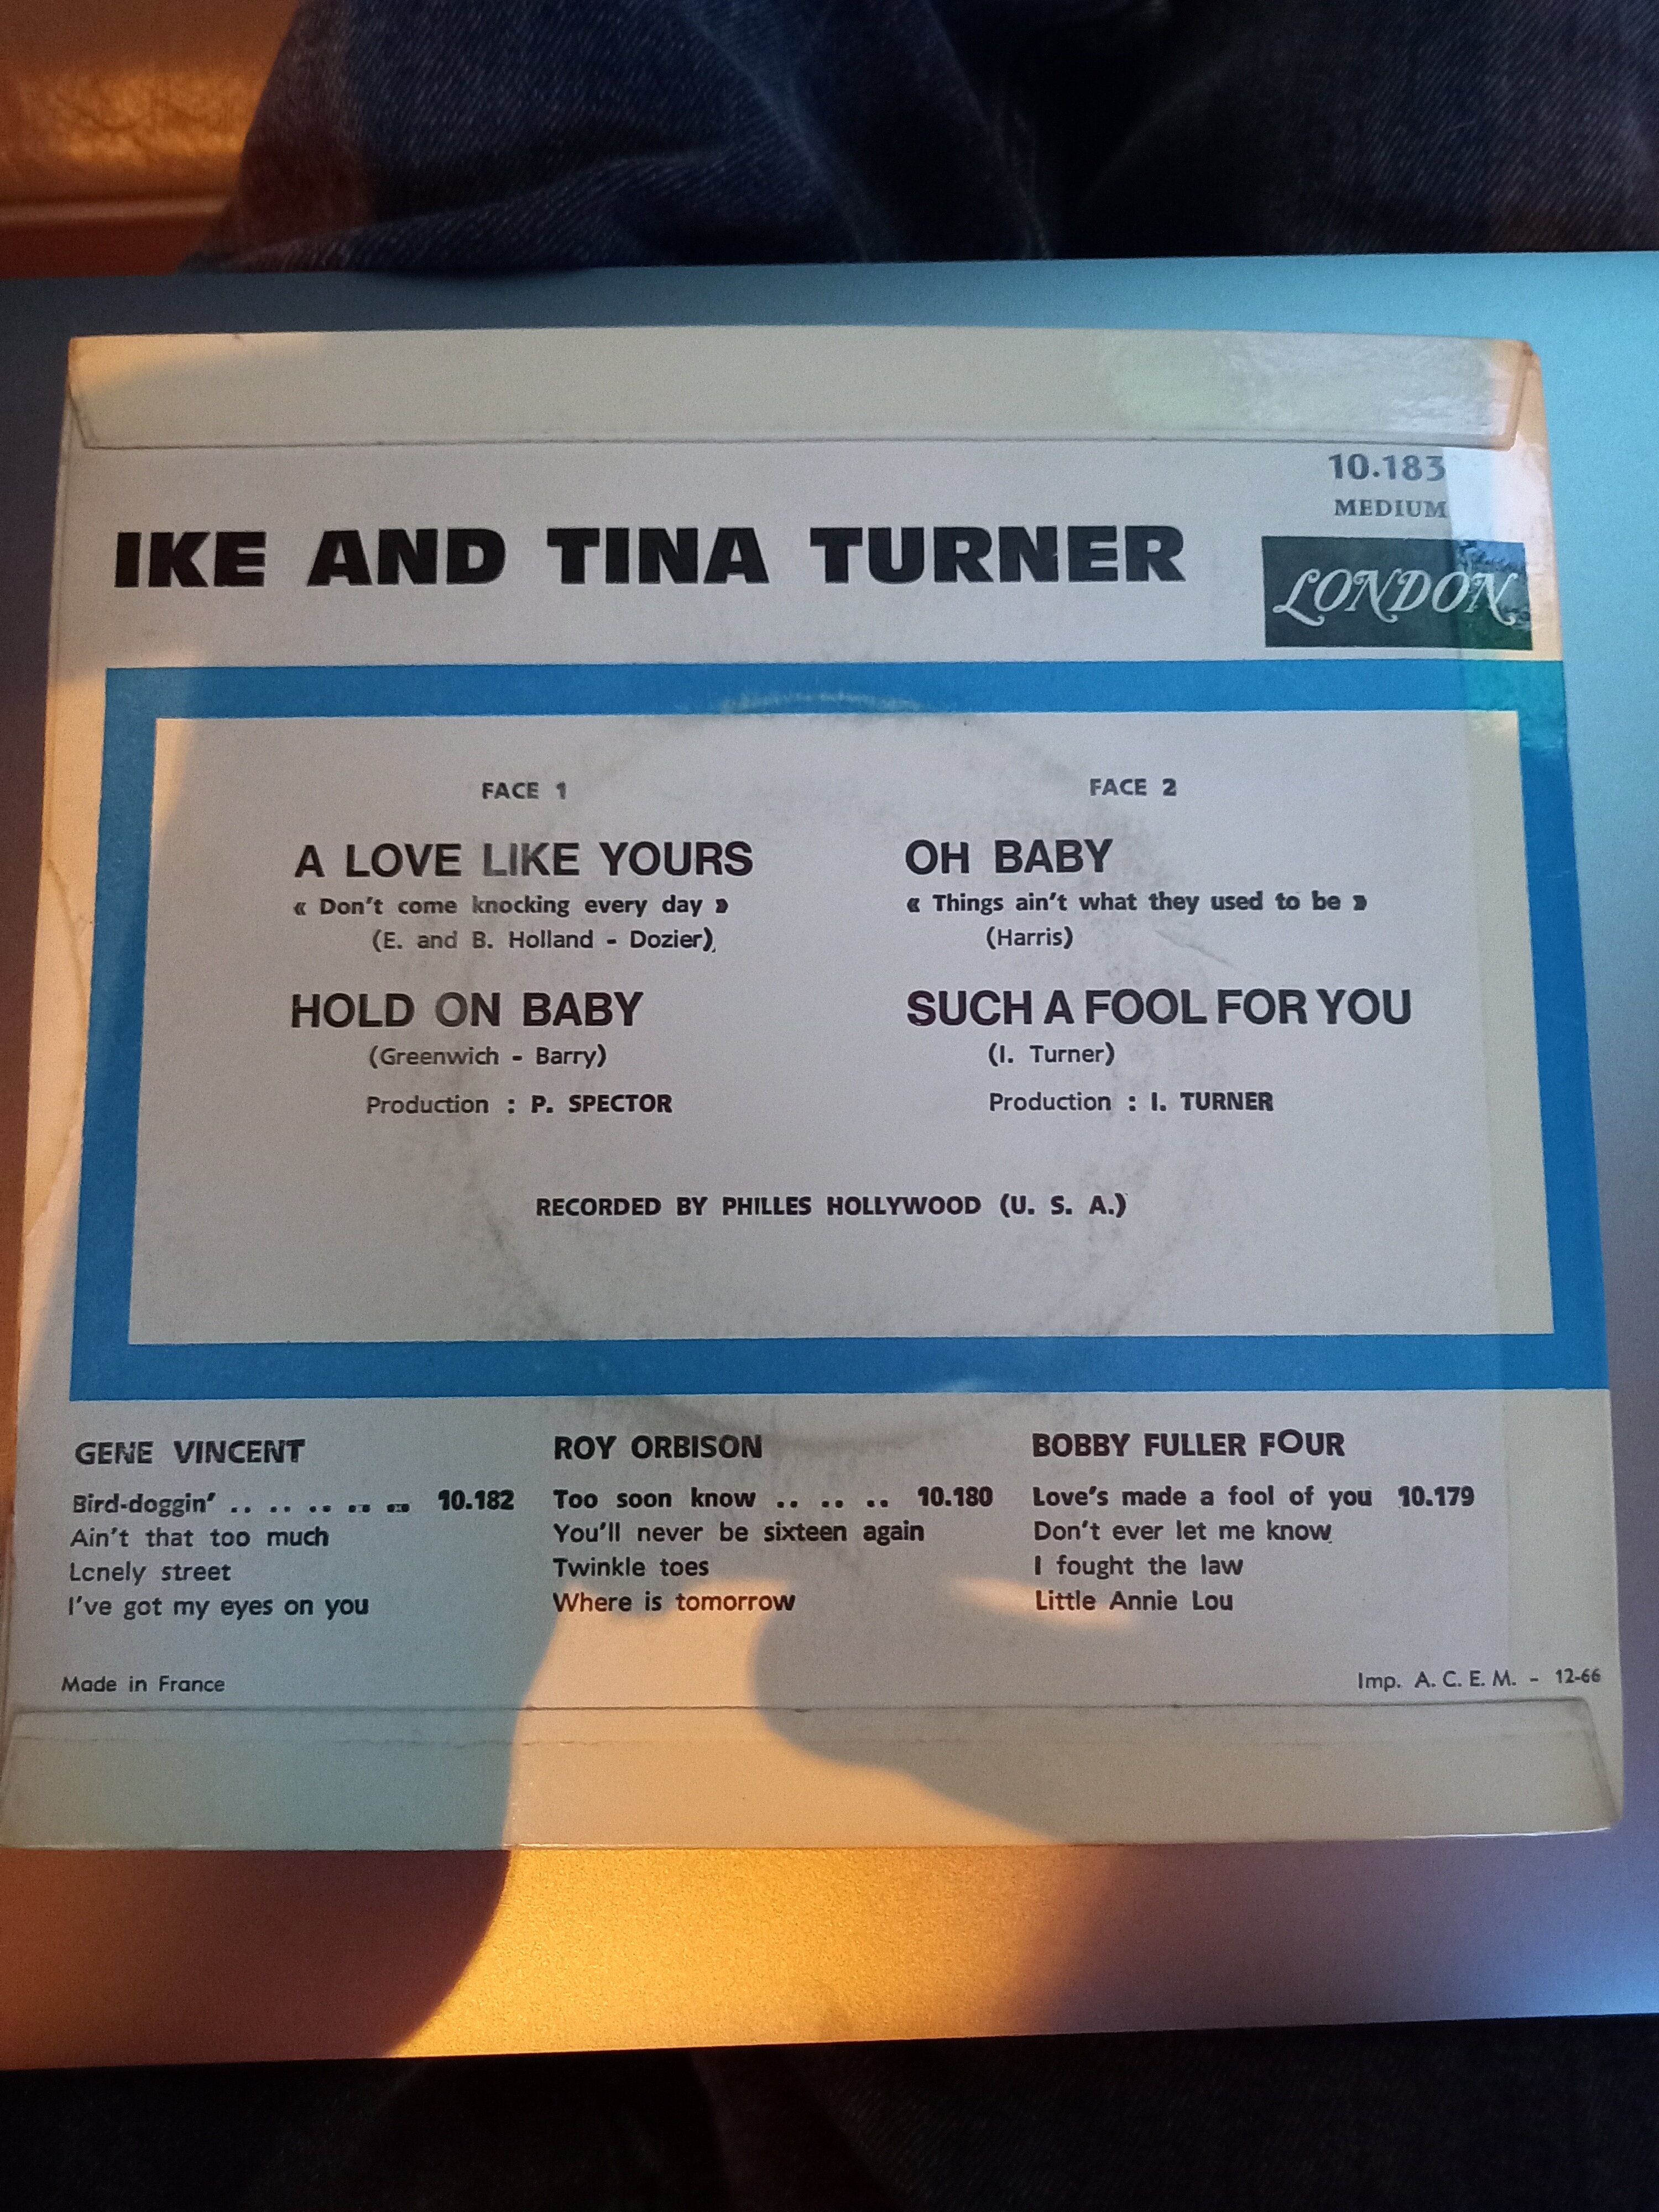 10.183
MEDIUM
IKE AND TINA TURNER
LONDON
FACE 1
A LOVE LIKE YOURS
« Don't come knocking every day »
(E. and B. Holland - Dozier)
HOLD ON BABY
(Greenwich - Barry)
Production : P. SPECTOR
FACE 2
OH BABY
« Things ain't what they used to be »
(Harris)
SUCH A FOOL FOR YOU
(I. Turner)
Production : I. TURNER
RECORDED BY PHILLES HOLLYWOOD (U. S. A.)
GENE VINCENT
Bird-doggin' .. .. .. .. .. 10.182
Ain't that too much
Lcnely street
I've got my eyes on you
ROY ORBISON
Too soon know .. .. .. 10.180
You'll never be sixteen again
Twinkle toes
Where is tomorrow
BOBBY FULLER FOUR
Love's made a fool of you 10.179
Don't ever let me know
I fought the law
Little Annie Lou
Made in France
Imp. A. C. E. M. - 12-66